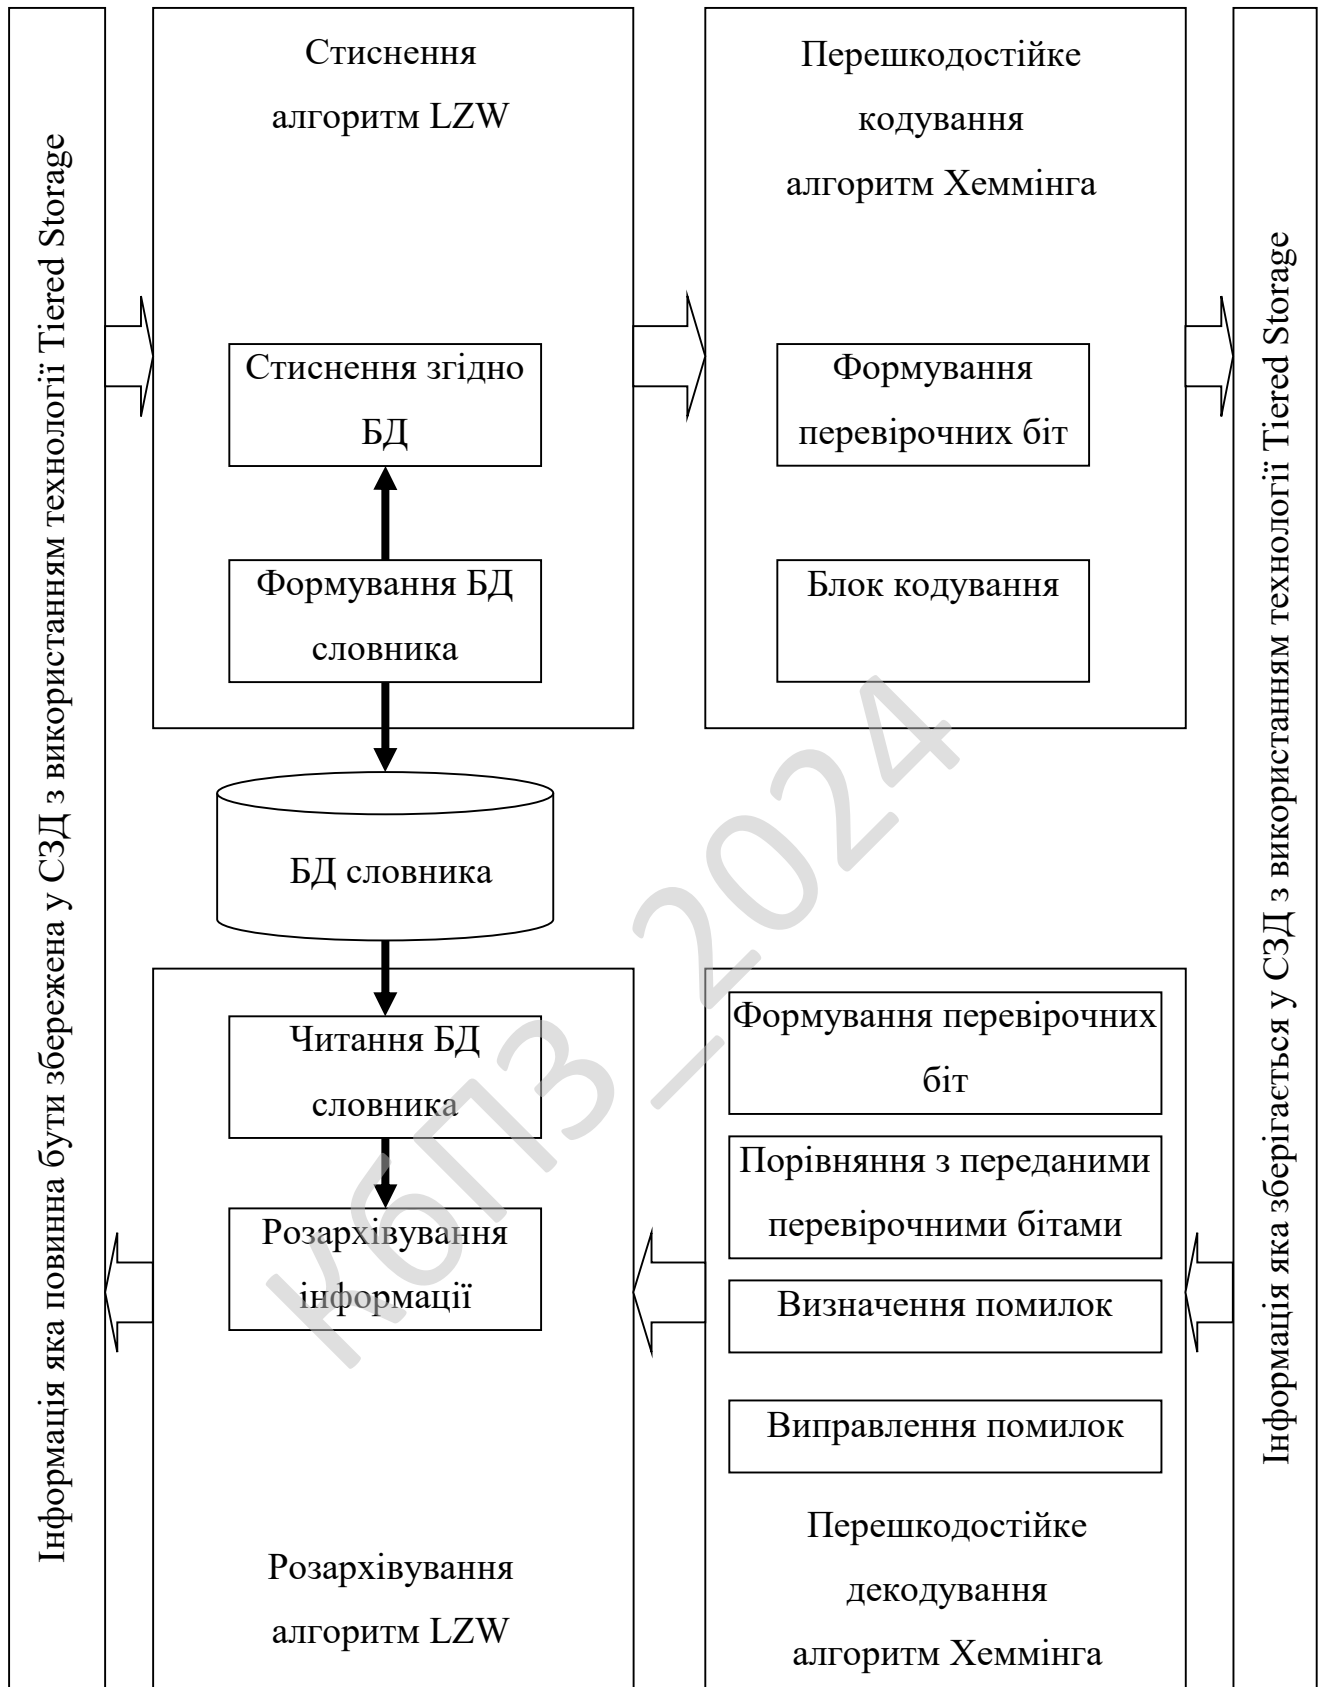 Інформація яка повинна бути збережена у СЗД з використанням технології Tiered Storage
Стиснення
алгоритм LZW
Стиснення згідно
БД
Формування БД
словника
БД словника
Читання БД
словника
Розархівування
інформації
Розархівування
алгоритм LZW
Перешкодостійке
кодування
алгоритм Хеммінга
Формування
перевірочних біт
Блок кодування
Формування перевірочних
біт
Порівняння з переданими
перевірочними бітами
Визначення помилок
Виправлення помилок
Перешкодостійке
декодування
алгоритм Хеммінга
Інформація яка зберігається у СЗД з використанням технології Tiered Storage
КбПЗ_2024